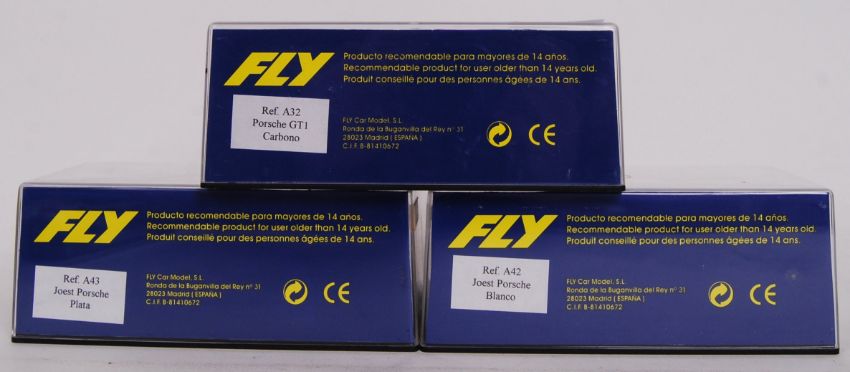 FLY
Producto recomendable para mayores de 14 años.
Recommendable product for user older than 14 years old.
Produit conseillé pour des personnes âgées de 14 ans.
Ref. A32
Porsche GT1
Carbono
FLY Car Model, S.L.
Ronda de la Buganvilla del Rey nº 31
28023 Madrid ( ESPAÑA )
C.I.F. B-81410672
CE
FLY
Producto recomendable para mayores de 14 años.
Recommendable product for user older than 14 years old.
Produit conseillé pour des personnes âgées de 14 ans.
Ref. A43
Joest Porsche
Plata
FLY Car Model, S.L.
Ronda de la Buganvilla del Rey nº 31
28023 Madrid ( ESPAÑA )
C.I.F. B-81410672
CE
FLY
Producto recomendable para mayores de 14 años.
Recommendable product for user older than 14 years old.
Produit conseillé pour des personnes âgées de 14 ans.
Ref. A42
Joest Porsche
Blanco
FLY Car Model, S.L.
Ronda de la Buganvilla del Rey nº 31
28023 Madrid ( ESPAÑA )
C.I.F. B-81410672
CE